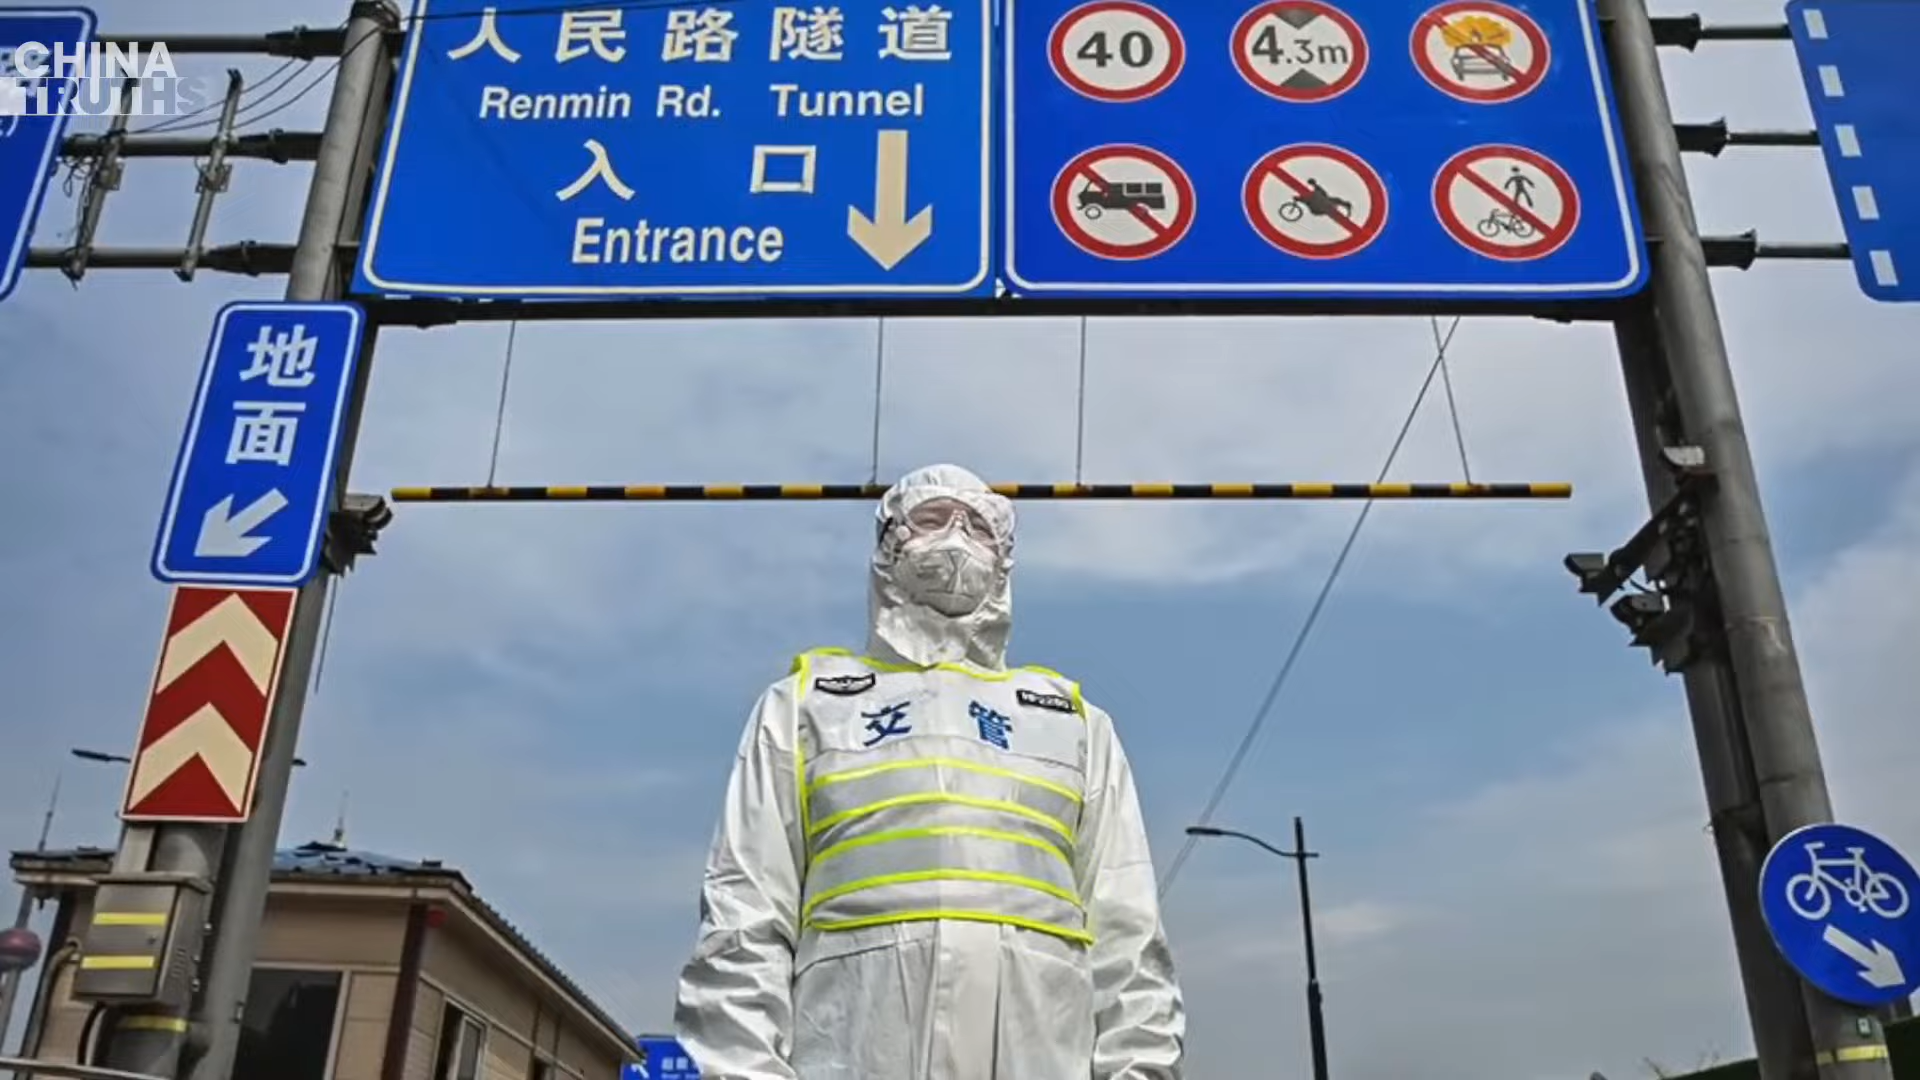 CHINA
TRUTHS
人民路隧道
Renmin Rd. Tunnel
入口
Entrance
40
4.3m
地面
交管